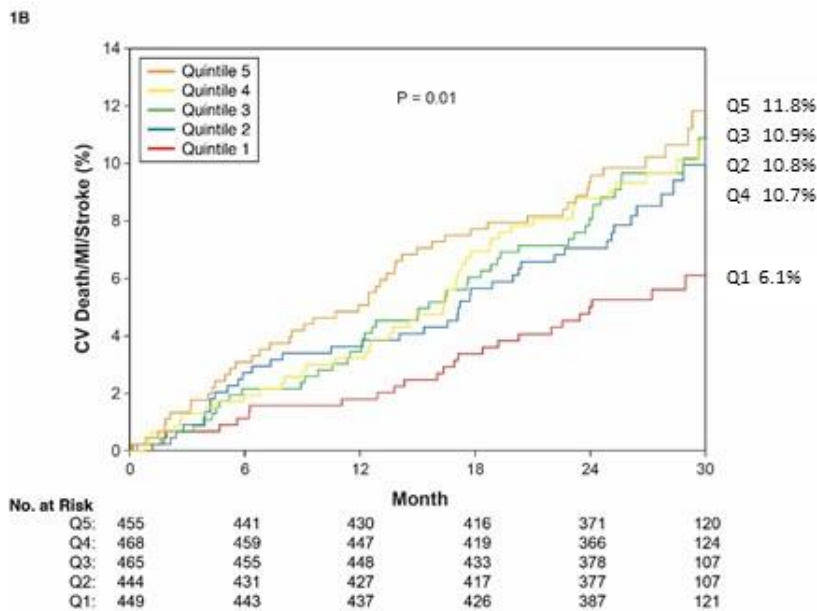 1B
14
12
10
8
6
4
2
0
CV Death/MI/Stroke (%)
Quintile 5
Quintile 4
Quintile 3
Quintile 2
Quintile 1
P = 0.01
Q5 11.8%
Q3 10.9%
Q2 10.8%
Q4 10.7%
Q1 6.1%
0 6 12 18 24 30
Month
No. at Risk
Q5: 455 441 430 416 371 120
Q4: 468 459 447 419 366 124
Q3: 465 455 448 433 378 107
Q2: 444 431 427 417 377 107
Q1: 449 443 437 426 387 121